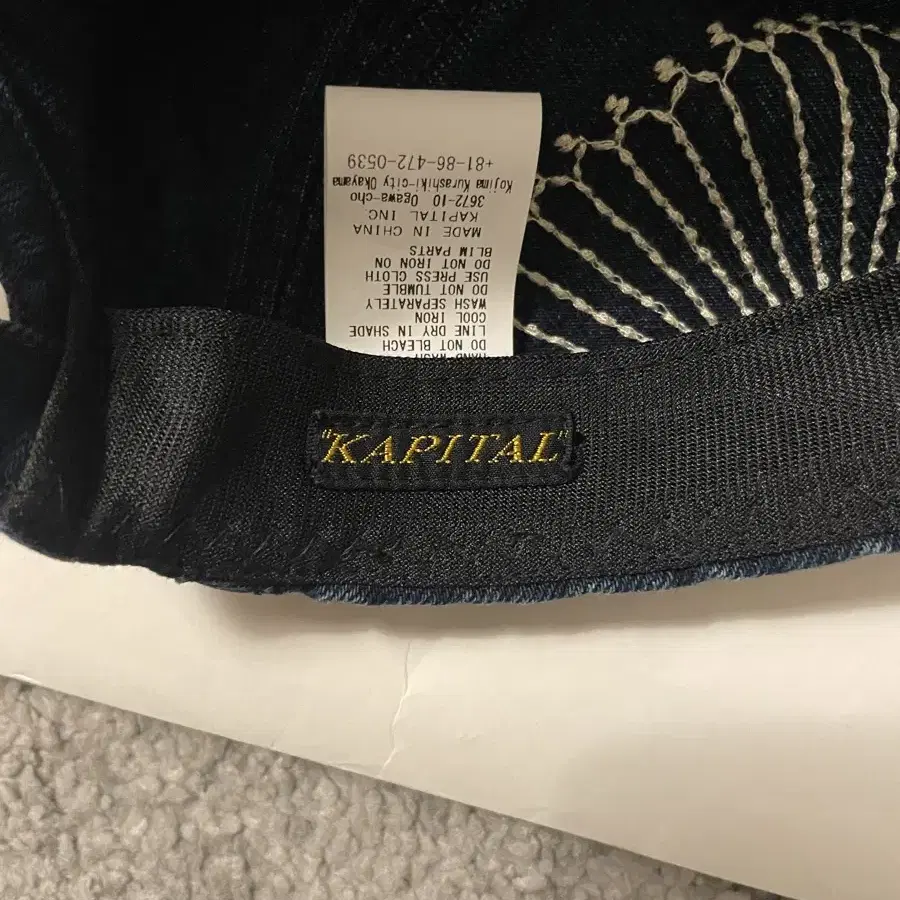 HAND WASH
DO NOT BLEACH
LINE DRY IN SHADE
COOL IRON
WASH SEPARATELY
DO NOT TUMBLE
USE PRESS CLOTH
DO NOT IRON ON
BLIM PARTS
MADE IN CHINA
KAPITAL INC
3672-10 Ogawa-cho
Kojima Kurashiki-city Okayama
+81-86-472-0539
"KAPITAL"